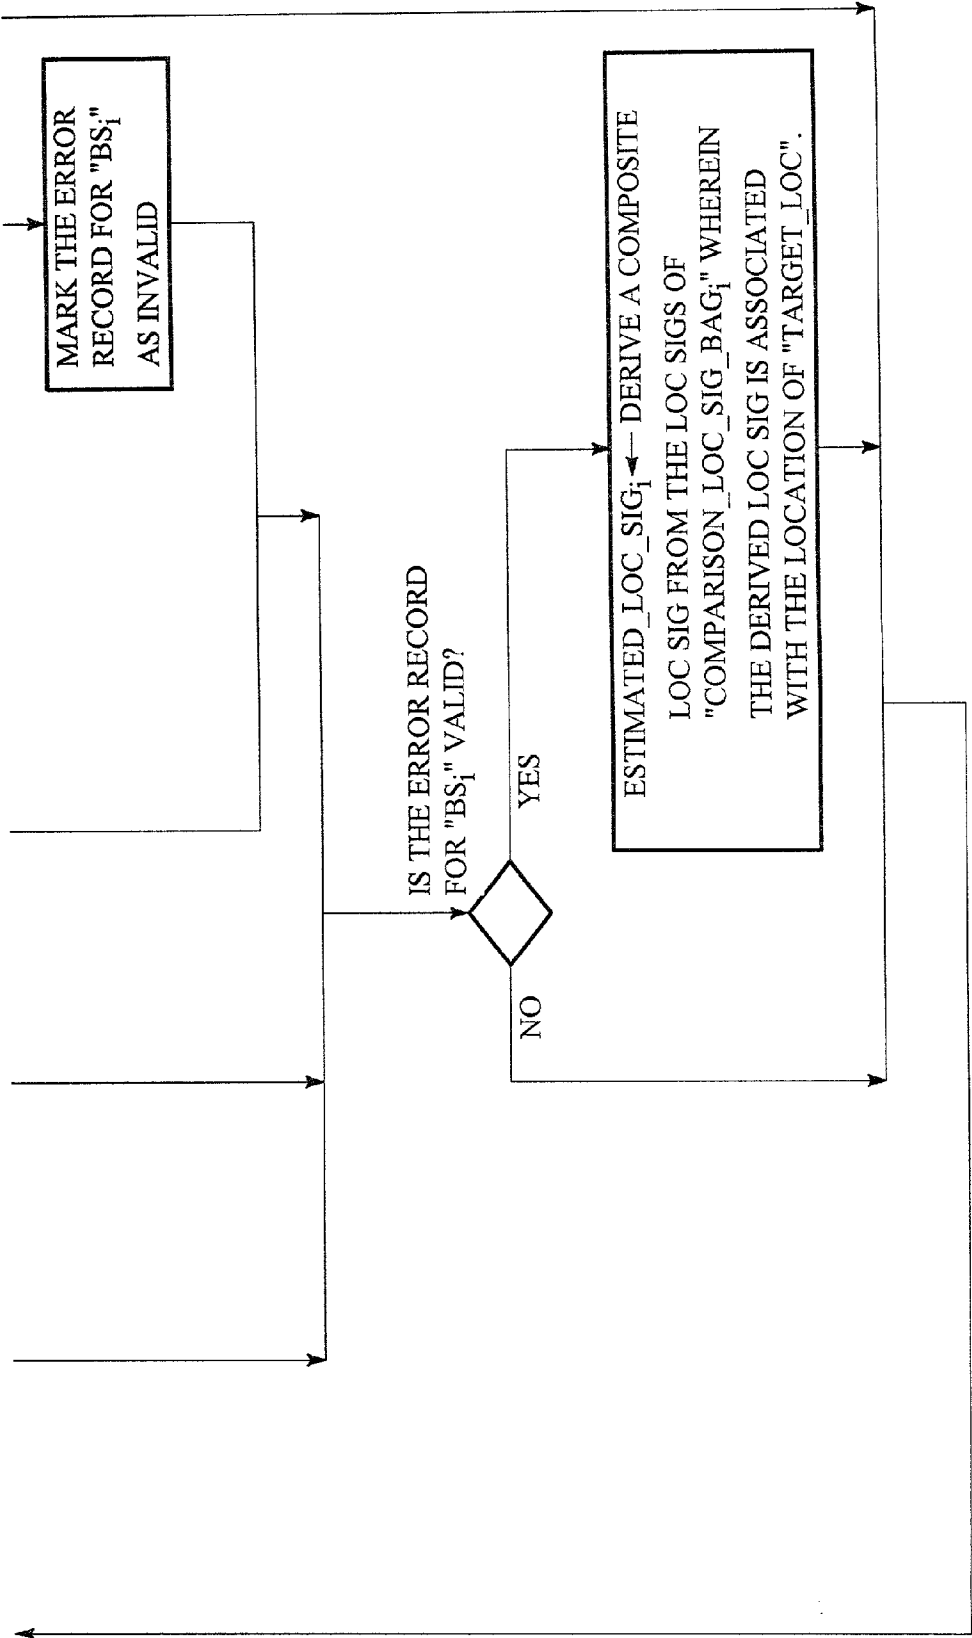 MARK THE ERROR
RECORD FOR "BSi"
AS INVALID
IS THE ERROR RECORD
FOR "BSi" VALID?
NO
YES
ESTIMATED_LOC_SIGi ← DERIVE A COMPOSITE
LOC SIG FROM THE LOC SIGS OF
"COMPARISON_LOC_SIG_BAGi" WHEREIN
THE DERIVED LOC SIG IS ASSOCIATED
WITH THE LOCATION OF "TARGET_LOC".